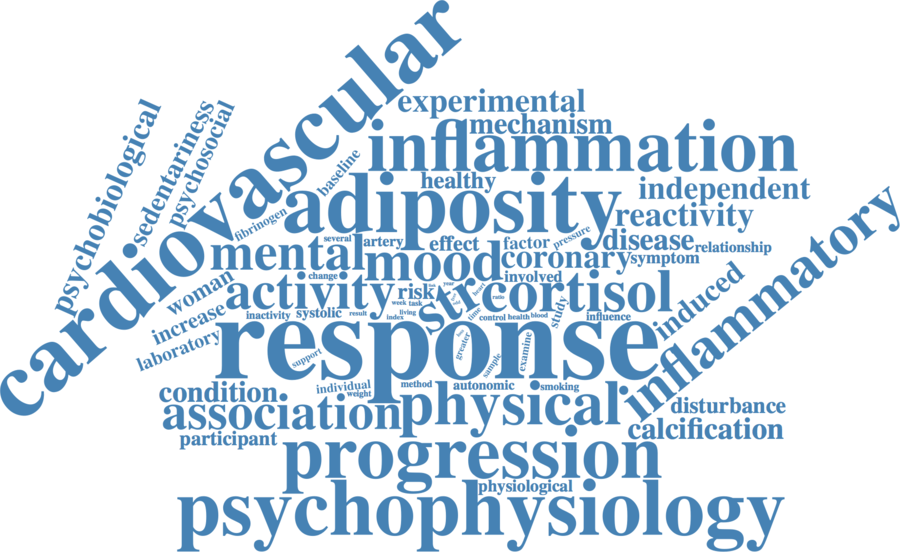 cardiovascular
experimental
mechanism
inflammation
psychobiological
sedentariness
psychosocial
baseline
healthy
adiposity
independent
fibrinogen
reactivity
several
artery
effect
factor
pressure
disease
relationship
mental
mood
coronary
symptom
change
involved
woman
activity
risk
str
cortisol
induced
inflammatory
year
heart
ratio
week
task
increase
inactivity
systolic
result
index
living
time
control
health
blood
study
influence
laboratory
response
greater
examine
support
sample
condition
individual
weight
method
autonomic
smoking
association
physical
disturbance
participant
calcification
progression
physiological
psychophysiology